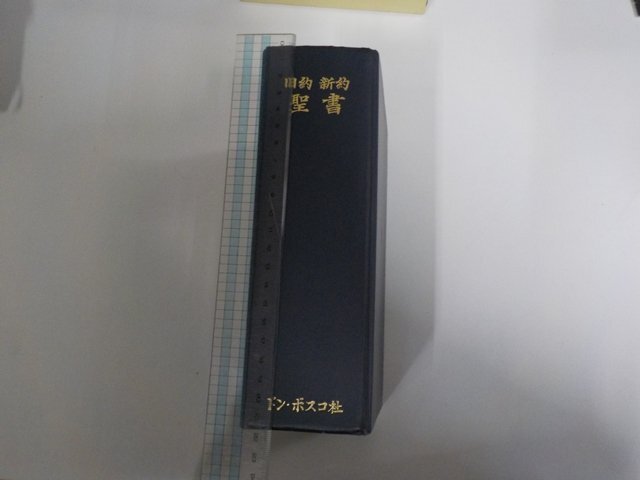 旧約 新約
聖書
ドン・ボスコ社